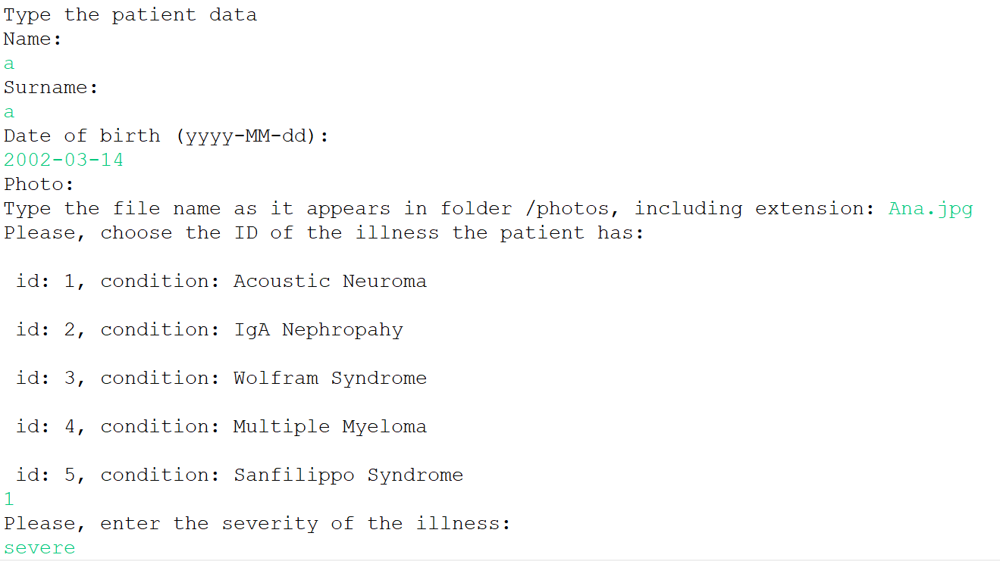 Type the patient data
Name:
a
Surname:
a
Date of birth (yyyy-MM-dd):
2002-03-14
Photo:
Type the file name as it appears in folder /photos, including extension: Ana.jpg
Please, choose the ID of the illness the patient has:
id: 1, condition: Acoustic Neuroma
id: 2, condition: IgA Nephropahy
id: 3, condition: Wolfram Syndrome
id: 4, condition: Multiple Myeloma
id: 5, condition: Sanfilippo Syndrome
1
Please, enter the severity of the illness:
severe